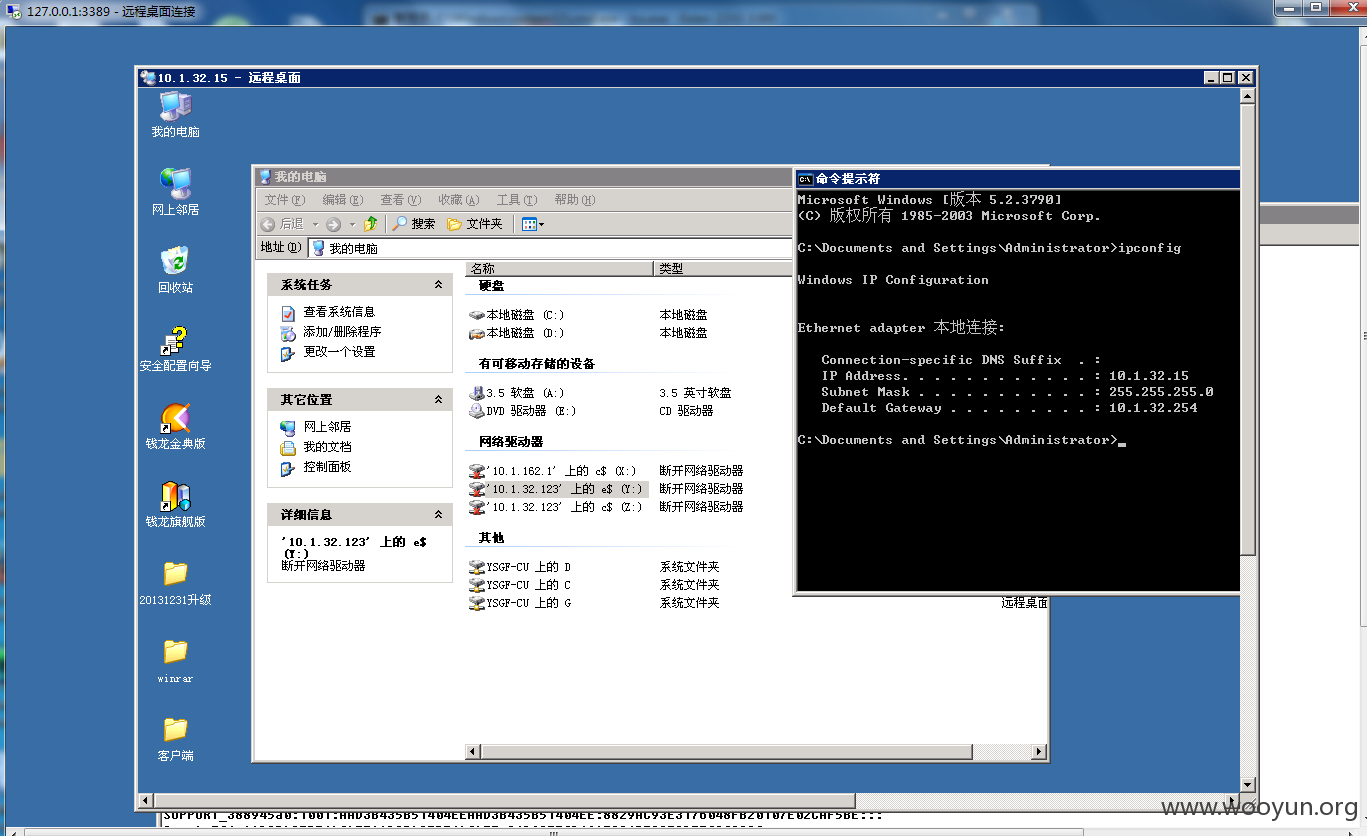 127.0.0.1:3389 - 远程桌面连接
10.1.32.15 - 远程桌面
我的电脑
网上邻居
回收站
安全配置向导
钱龙金典版
钱龙旗舰版
20131231升级
winrar
客户端
我的电脑
文件(F) 编辑(E) 查看(V) 收藏(A) 工具(T) 帮助(H)
后退 搜索 文件夹
地址(D) 我的电脑
系统任务
查看系统信息
添加/删除程序
更改一个设置
其它位置
网上邻居
我的文档
控制面板
详细信息
'10.1.32.123' 上的 e$
(Y:)
断开网络驱动器
名称 类型
硬盘
本地磁盘 (C:) 本地磁盘
本地磁盘 (D:) 本地磁盘
有可移动存储的设备
3.5 软盘 (A:) 3.5 英寸软盘
DVD 驱动器 (E:) CD 驱动器
网络驱动器
'10.1.162.1' 上的 c$ (X:) 断开网络驱动器
'10.1.32.123' 上的 e$ (Y:) 断开网络驱动器
'10.1.32.123' 上的 c$ (Z:) 断开网络驱动器
其他
YSGF-CU 上的 D 系统文件夹
YSGF-CU 上的 C 系统文件夹
YSGF-CU 上的 G 系统文件夹
远程桌面
命令提示符
Microsoft Windows [版本 5.2.3790]
(C) 版权所有 1985-2003 Microsoft Corp.
C:\Documents and Settings\Administrator>ipconfig
Windows IP Configuration
Ethernet adapter 本地连接:
Connection-specific DNS Suffix . :
IP Address. . . . . . . . . . . . : 10.1.32.15
Subnet Mask . . . . . . . . . . . : 255.255.255.0
Default Gateway . . . . . . . . . : 10.1.32.254
C:\Documents and Settings\Administrator>_
www.wooyun.org